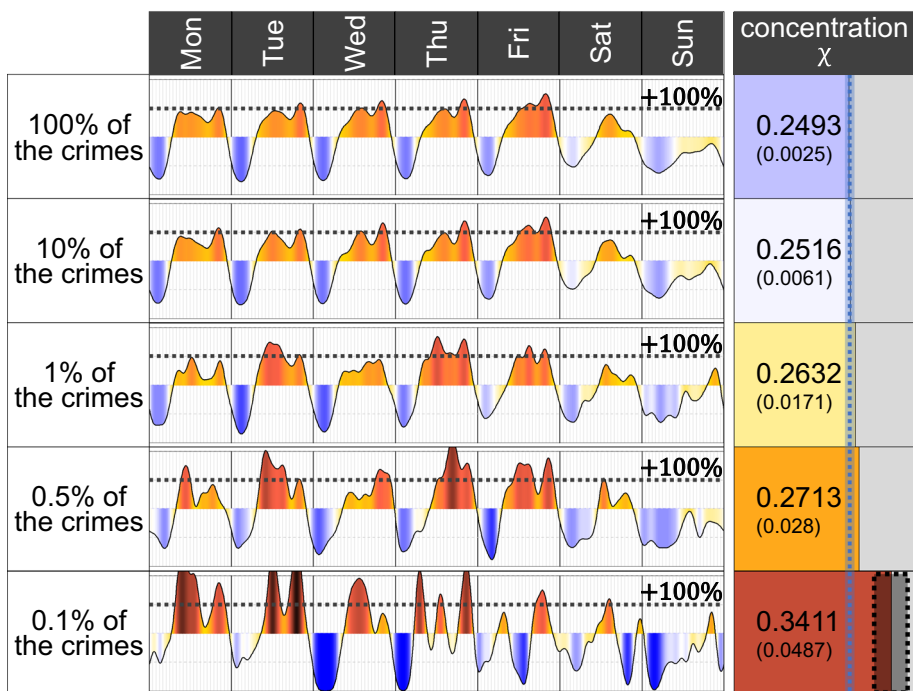 Mon Tue Wed Thu Fri Sat Sun
concentration
χ
100% of
the crimes
+100%
0.2493
(0.0025)
10% of
the crimes
+100%
0.2516
(0.0061)
1% of
the crimes
+100%
0.2632
(0.0171)
0.5% of
the crimes
+100%
0.2713
(0.028)
0.1% of
the crimes
+100%
0.3411
(0.0487)